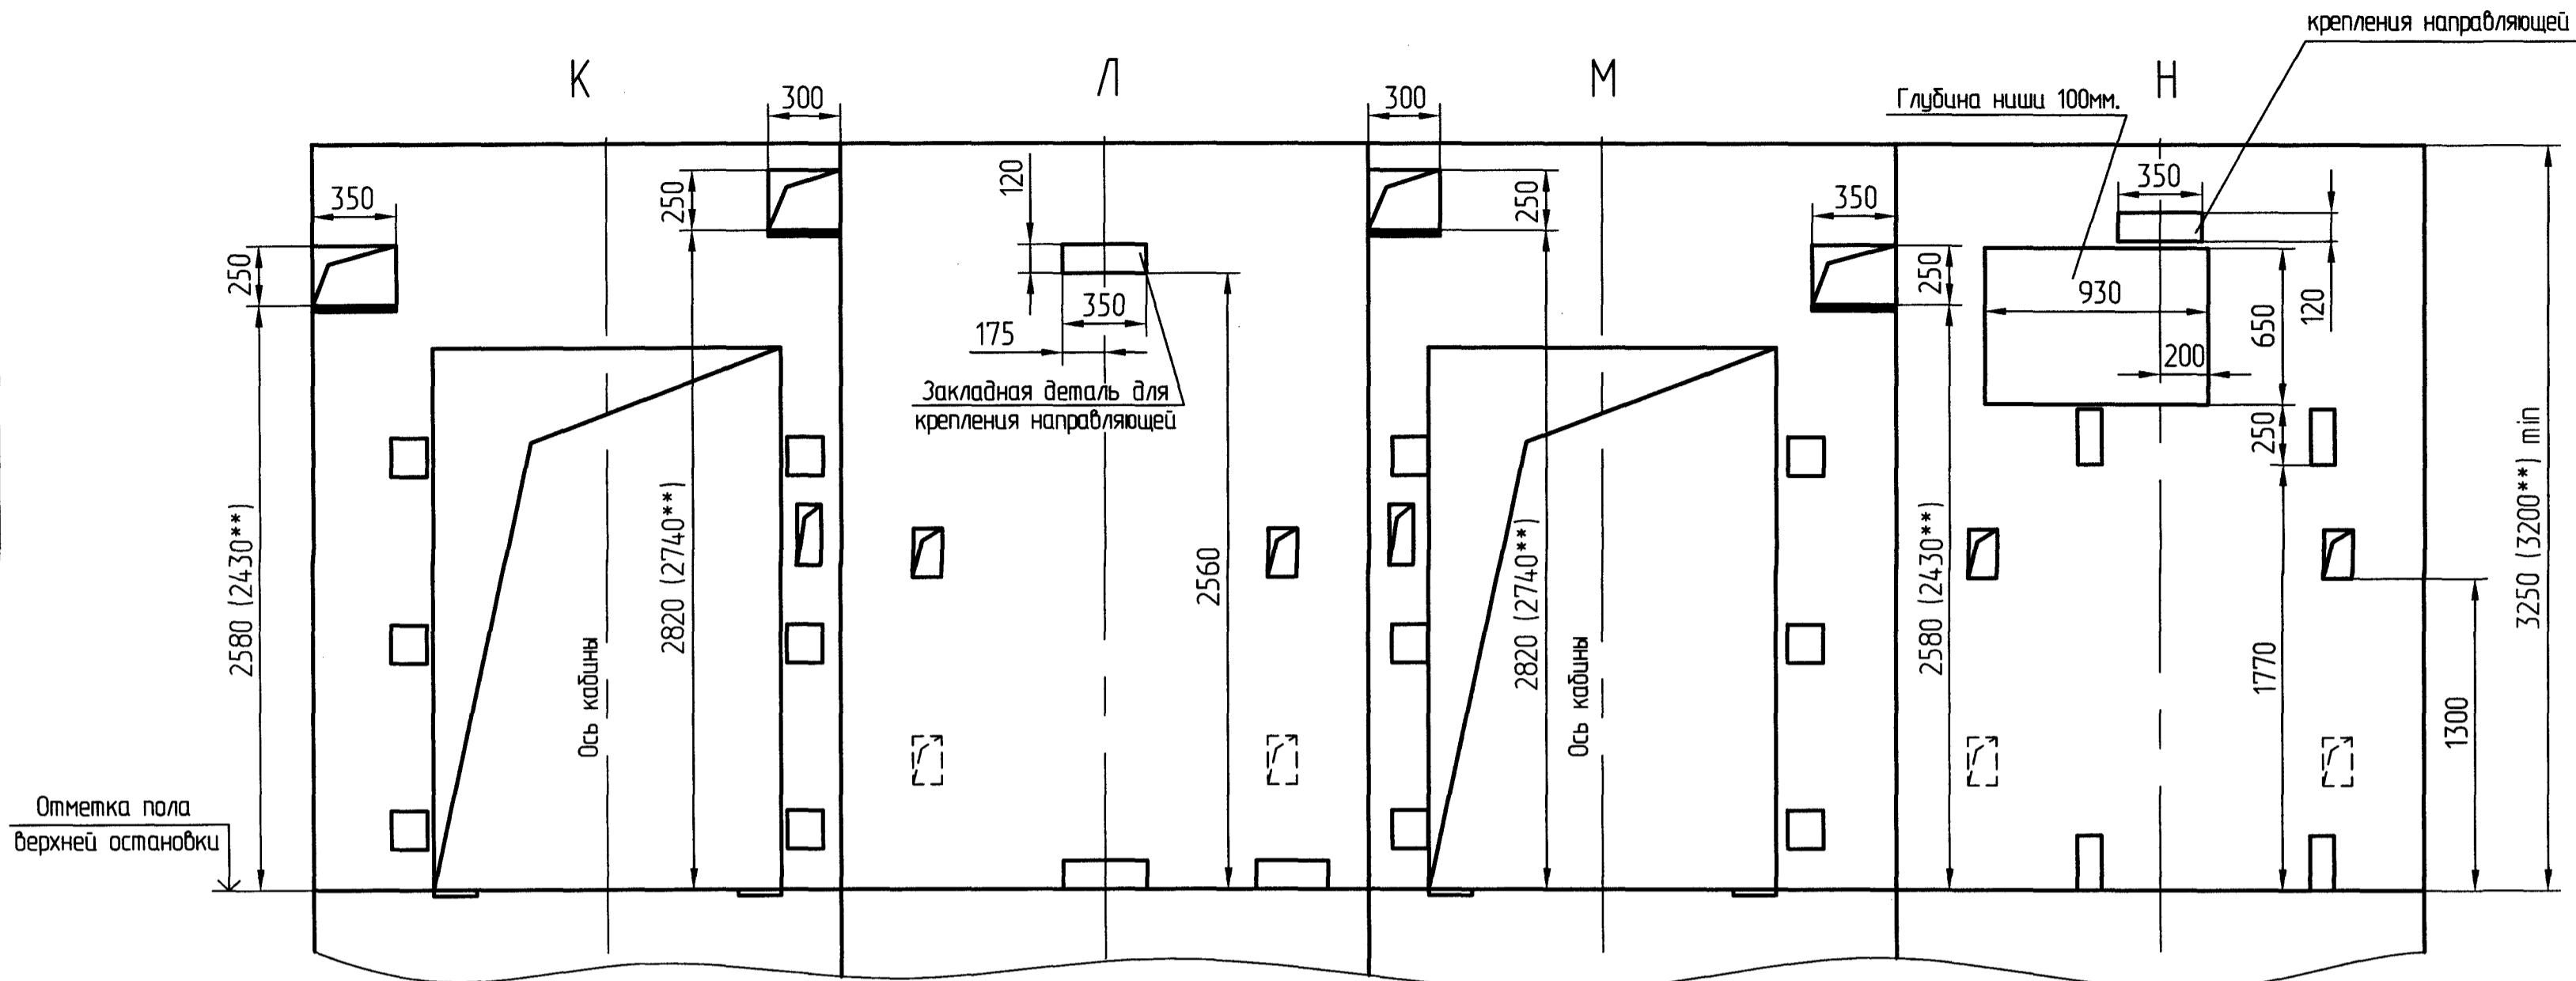 крепления направляющей
К
Л
М
Н
Глубина ниши 100мм.
300
300
350
250
250
120
350
175
Закладная деталь для
крепления направляющей
250
350
250
350
930
650
120
200
250
2580 (2430**)
2820 (2740**)
2560
2820 (2740**)
2580 (2430**)
1770
1300
3250 (3200**) min
Ось кабины
Ось кабины
Отметка пола
верхней остановки